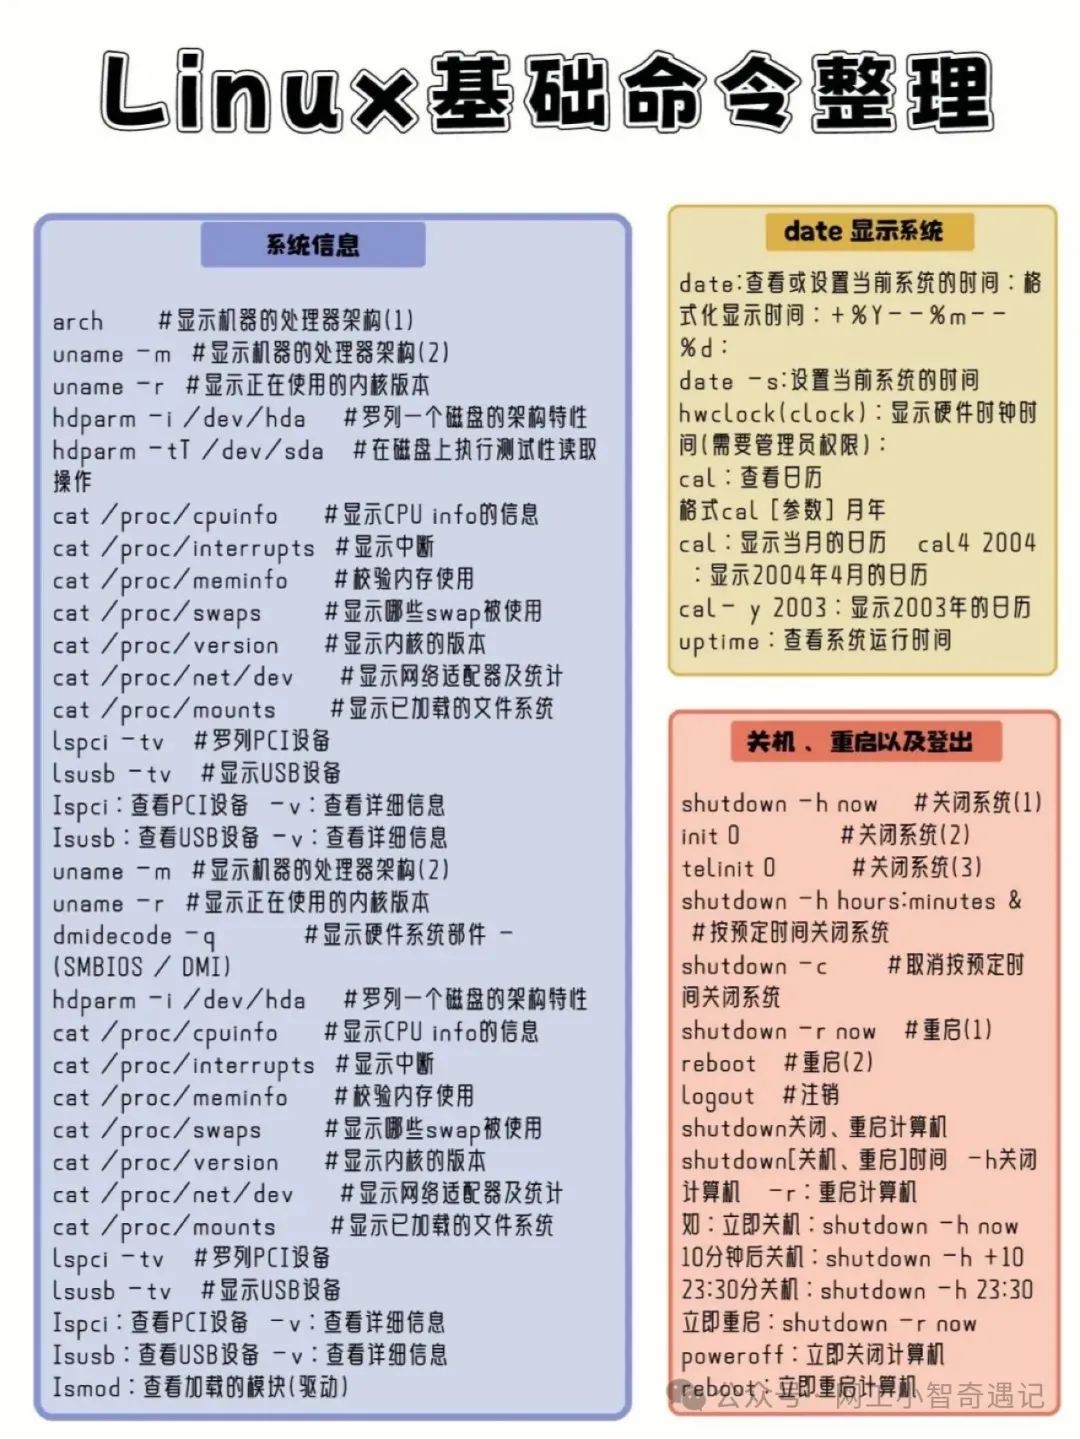 Linux基础命令整理
系统信息
arch #显示机器的处理器架构(1)
uname -m #显示机器的处理器架构(2)
uname -r #显示正在使用的内核版本
hdparm -i /dev/hda #罗列一个磁盘的架构特性
hdparm -tT /dev/sda #在磁盘上执行测试性读取
操作
cat /proc/cpuinfo #显示CPU info的信息
cat /proc/interrupts #显示中断
cat /proc/meminfo #校验内存使用
cat /proc/swaps #显示哪些swap被使用
cat /proc/version #显示内核的版本
cat /proc/net/dev #显示网络适配器及统计
cat /proc/mounts #显示已加载的文件系统
lspci -tv #罗列PCI设备
lsusb -tv #显示USB设备
Ispci：查看PCI设备 -v：查看详细信息
Isusb：查看USB设备 -v：查看详细信息
uname -m #显示机器的处理器架构(2)
uname -r #显示正在使用的内核版本
dmidecode -q #显示硬件系统部件 -
(SMBIOS / DMI)
hdparm -i /dev/hda #罗列一个磁盘的架构特性
cat /proc/cpuinfo #显示CPU info的信息
cat /proc/interrupts #显示中断
cat /proc/meminfo #校验内存使用
cat /proc/swaps #显示哪些swap被使用
cat /proc/version #显示内核的版本
cat /proc/net/dev #显示网络适配器及统计
cat /proc/mounts #显示已加载的文件系统
lspci -tv #罗列PCI设备
lsusb -tv #显示USB设备
Ispci：查看PCI设备 -v：查看详细信息
Isusb：查看USB设备 -v：查看详细信息
Ismod：查看加载的模块(驱动)
date 显示系统
date:查看或设置当前系统的时间：格
式化显示时间：+%Y--%m--
%d：
date -s:设置当前系统的时间
hwclock(clock)：显示硬件时钟时
间(需要管理员权限)：
cal：查看日历
格式cal [参数] 月年
cal：显示当月的日历 cal4 2004
：显示2004年4月的日历
cal- y 2003：显示2003年的日历
uptime：查看系统运行时间
关机、重启以及登出
shutdown -h now #关闭系统(1)
init 0 #关闭系统(2)
telinit 0 #关闭系统(3)
shutdown -h hours:minutes &
#按预定时间关闭系统
shutdown -c #取消按预定时
间关闭系统
shutdown -r now #重启(1)
reboot #重启(2)
logout #注销
shutdown关闭、重启计算机
shutdown[关机、重启]时间 -h关闭
计算机 -r：重启计算机
如：立即关机：shutdown -h now
10分钟后关机：shutdown -h +10
23:30分关机：shutdown -h 23:30
立即重启：shutdown -r now
poweroff：立即关闭计算机
reboot：立即重启计算机
公众号·网上小智奇遇记